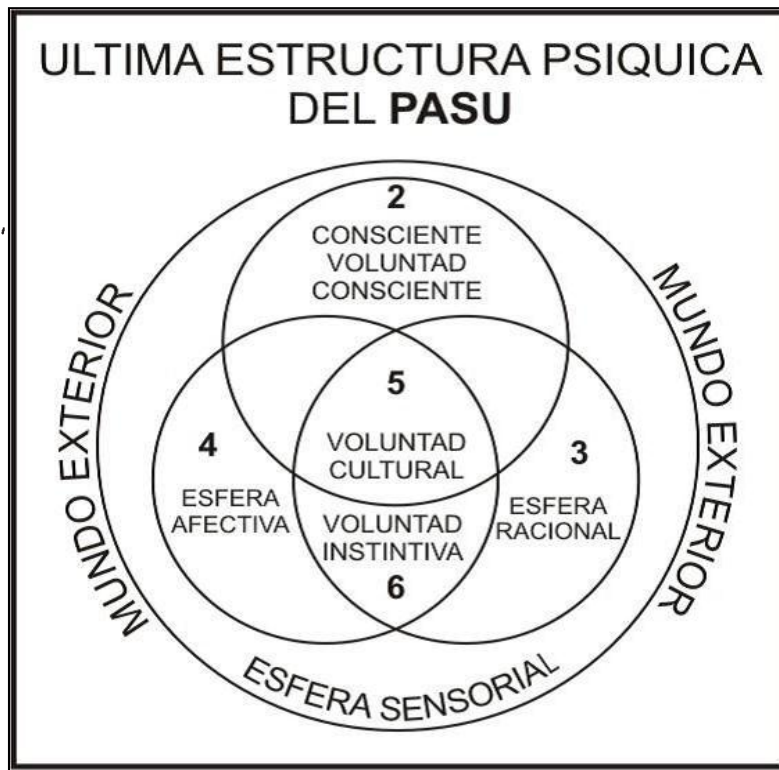 ULTIMA ESTRUCTURA PSIQUICA
DEL PASU
2
CONSCIENTE
VOLUNTAD
CONSCIENTE
MUNDO EXTERIOR
MUNDO EXTERIOR
5
VOLUNTAD
CULTURAL
4
ESFERA
AFECTIVA
3
ESFERA
RACIONAL
VOLUNTAD
INSTINTIVA
6
ESFERA SENSORIAL